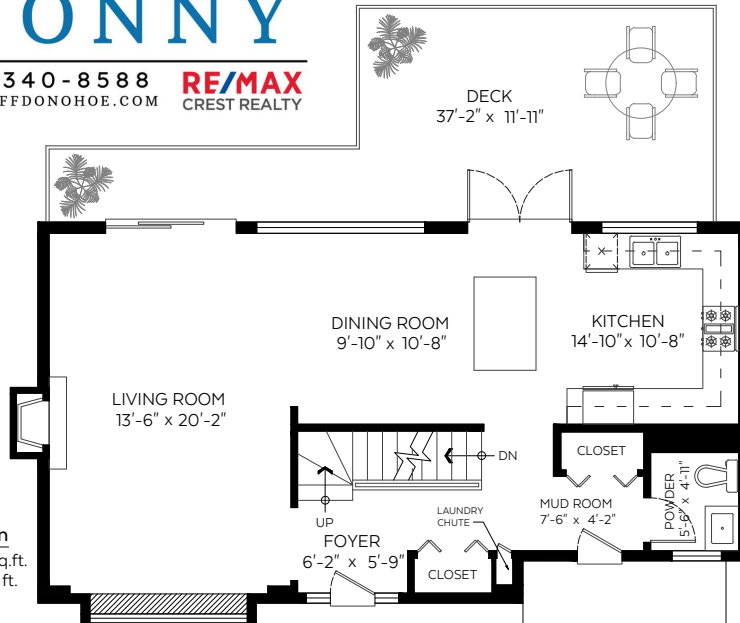 ONNY
340-8588
FFDONOHOE.COM
RE/MAX
CREST REALTY
DECK
37'-2" x 11'-11"
DINING ROOM
9'-10" x 10'-8"
KITCHEN
14'-10" x 10'-8"
LIVING ROOM
13'-6" x 20'-2"
CLOSET
DN
UP
LAUNDRY
CHUTE
MUD ROOM
7'-6" x 4'-2"
POWDER
5'-6" x 4'-11"
FOYER
6'-2" x 5'-9"
CLOSET
n
q.ft.
ft.